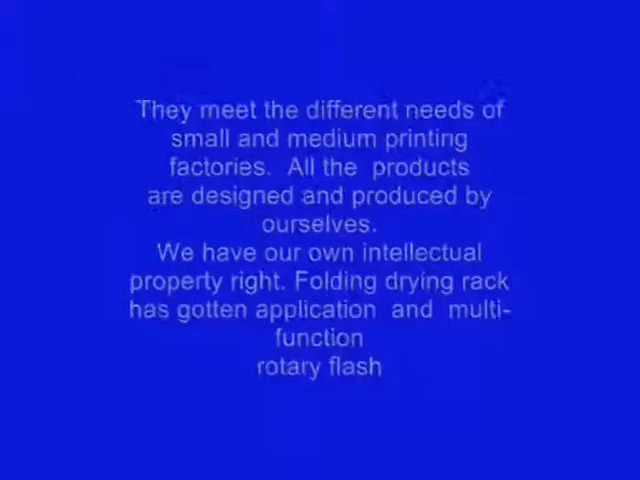 They meet the different needs of
small and medium printing
factories.  All the  products
are designed and produced by
ourselves.
We have our own intellectual
property right. Folding drying rack
has gotten application  and  multi-
function
rotary flash